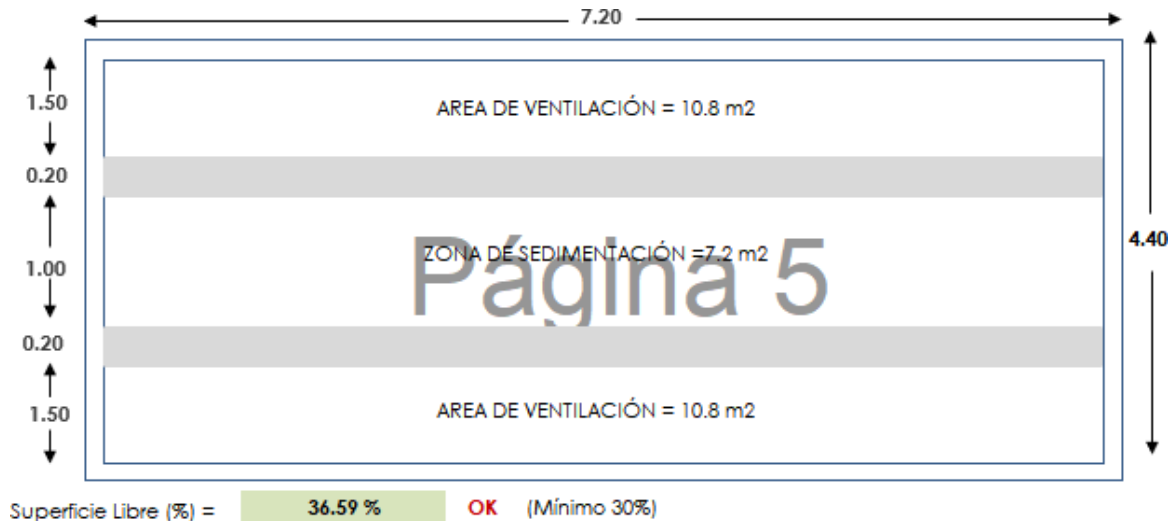 7.20
1.50
AREA DE VENTILACIÓN = 10.8 m2
0.20
ZONA DE SEDIMENTACIÓN =7.2 m2
Página 5
1.00
4.40
0.20
1.50
AREA DE VENTILACIÓN = 10.8 m2
Superficie Libre (%) = 36.59 % OK (Mínimo 30%)